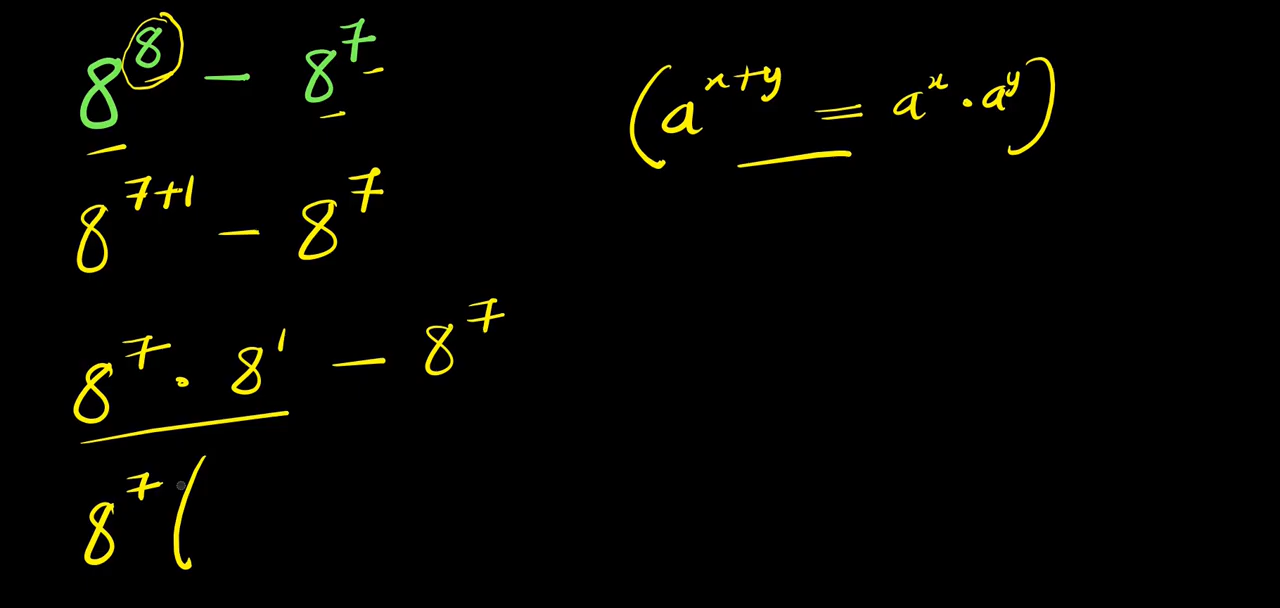 8^8 - 8^7
(a^{x+y} = a^x · a^y)
8^{7+1} - 8^7
8^7 · 8^1 - 8^7
8^7 (